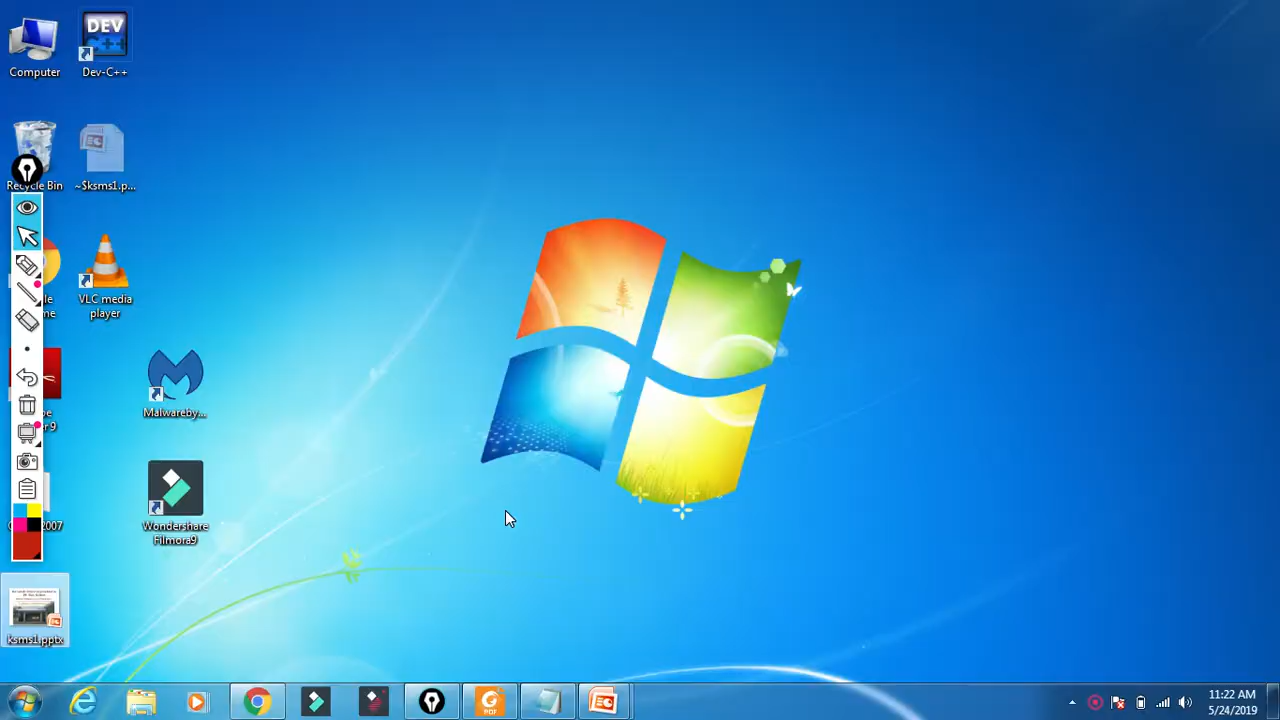 Computer
DEV
C++
Dev-C++
Recycle Bin
~$ksms1.p...
VLC media
player
Malwareby...
2007
Wondershare
Filmora9
ksms1.pptx
PDF
11:22 AM
5/24/2019